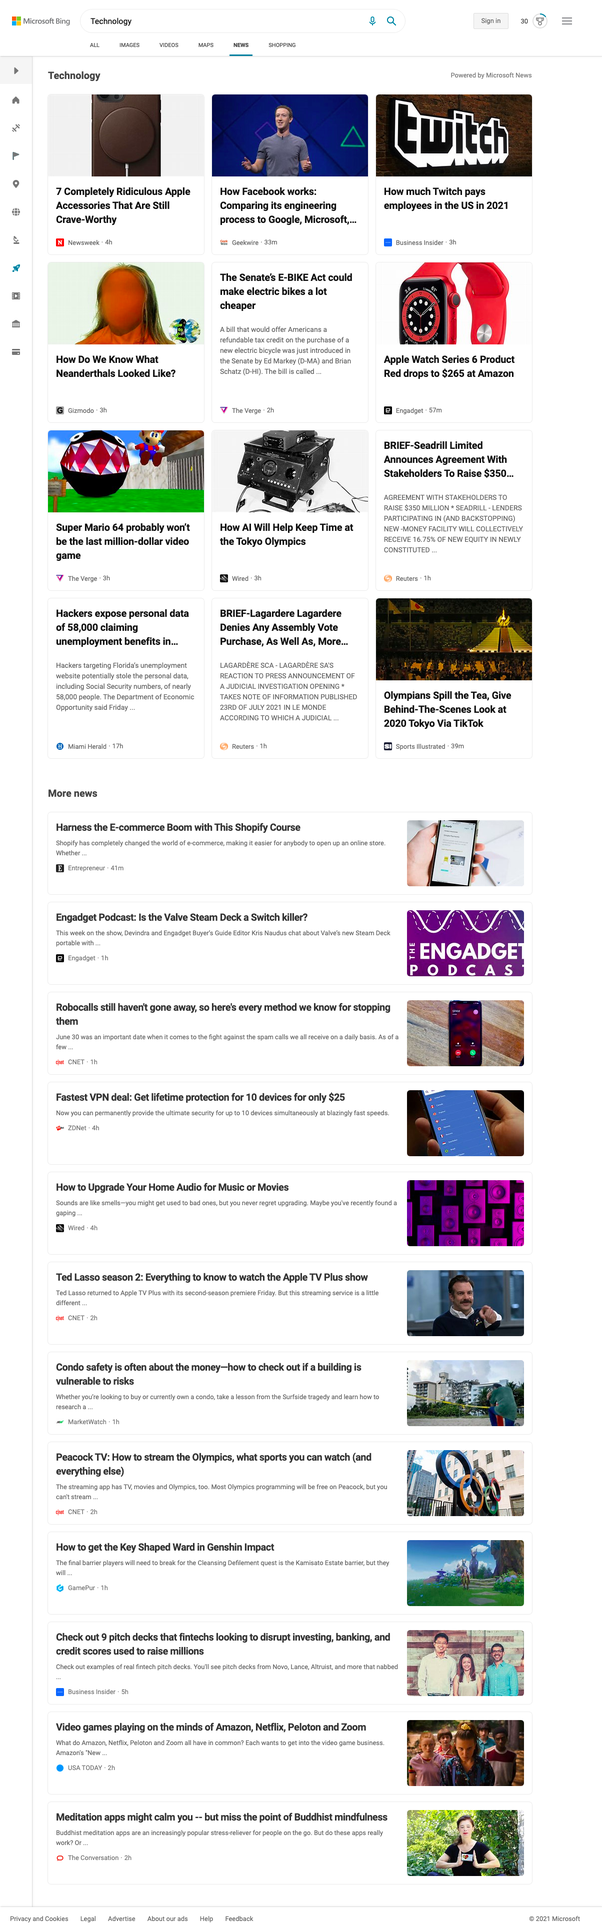 Microsoft Bing
Technology
Sign in
30
ALL
IMAGES
VIDEOS
MAPS
NEWS
SHOPPING
Technology
Powered by Microsoft News
7 Completely Ridiculous Apple
Accessories That Are Still
Crave-Worthy
Newsweek · 4h
How Facebook works:
Comparing its engineering
process to Google, Microsoft,...
Geekwire · 33m
twitch
How much Twitch pays
employees in the US in 2021
Business Insider · 3h
How Do We Know What
Neanderthals Looked Like?
Gizmodo · 3h
The Senate's E-BIKE Act could
make electric bikes a lot
cheaper
A bill that would offer Americans a
refundable tax credit on the purchase of a
new electric bicycle was just introduced in
the Senate by Ed Markey (D-MA) and Brian
Schatz (D-HI). The bill is called ...
The Verge · 2h
Apple Watch Series 6 Product
Red drops to $265 at Amazon
Engadget · 57m
Super Mario 64 probably won't
be the last million-dollar video
game
The Verge · 3h
How AI Will Help Keep Time at
the Tokyo Olympics
Wired · 3h
BRIEF-Seadrill Limited
Announces Agreement With
Stakeholders To Raise $350...
AGREEMENT WITH STAKEHOLDERS TO
RAISE $350 MILLION * SEADRILL - LENDERS
PARTICIPATING IN (AND BACKSTOPPING)
NEW -MONEY FACILITY WILL COLLECTIVELY
RECEIVE 16.75% OF NEW EQUITY IN NEWLY
CONSTITUTED ...
Reuters · 1h
Hackers expose personal data
of 58,000 claiming
unemployment benefits in...
Hackers targeting Florida's unemployment
website potentially stole the personal data,
including Social Security numbers, of nearly
58,000 people. The Department of Economic
Opportunity said Friday ...
Miami Herald · 17h
BRIEF-Lagardere Lagardere
Denies Any Assembly Vote
Purchase, As Well As, More...
LAGARDÈRE SCA - LAGARDÈRE SA'S
REACTION TO PRESS ANNOUNCEMENT OF
A JUDICIAL INVESTIGATION OPENING *
TAKES NOTE OF INFORMATION PUBLISHED
23RD OF JULY 2021 IN LE MONDE
ACCORDING TO WHICH A JUDICIAL ...
Reuters · 1h
Olympians Spill the Tea, Give
Behind-The-Scenes Look at
2020 Tokyo Via TikTok
Sports Illustrated · 39m
More news
Harness the E-commerce Boom with This Shopify Course
Shopify has completely changed the world of e-commerce, making it easier for anybody to open up an online store.
Whether ...
Entrepreneur · 41m
Engadget Podcast: Is the Valve Steam Deck a Switch killer?
This week on the show, Devindra and Engadget Buyer's Guide Editor Kris Naudus chat about Valve's new Steam Deck
portable with ...
Engadget · 1h
THE
ENGADGET
PODCAST
Robocalls still haven't gone away, so here's every method we know for stopping
them
June 30 was an important date when it comes to the fight against the spam calls we all receive on a daily basis. As of a
few ...
CNET · 1h
Fastest VPN deal: Get lifetime protection for 10 devices for only $25
Now you can permanently provide the ultimate security for up to 10 devices simultaneously at blazingly fast speeds.
ZDNet · 4h
How to Upgrade Your Home Audio for Music or Movies
Sounds are like smells—you might get used to bad ones, but you never regret upgrading. Maybe you've recently found a
gaping ...
Wired · 4h
Ted Lasso season 2: Everything to know to watch the Apple TV Plus show
Ted Lasso returned to Apple TV Plus with its second-season premiere Friday. But this streaming service is a little
different ...
CNET · 2h
Condo safety is often about the money—how to check out if a building is
vulnerable to risks
Whether you're looking to buy or currently own a condo, take a lesson from the Surfside tragedy and learn how to
research a ...
MarketWatch · 1h
Peacock TV: How to stream the Olympics, what sports you can watch (and
everything else)
The streaming app has TV, movies and Olympics, too. Most Olympics programming will be free on Peacock, but you
can't stream ...
CNET · 2h
How to get the Key Shaped Ward in Genshin Impact
The final barrier players will need to break for the Cleansing Defilement quest is the Kamisato Estate barrier, but they
will ...
GamePur · 1h
Check out 9 pitch decks that fintechs looking to disrupt investing, banking, and
credit scores used to raise millions
Check out examples of real fintech pitch decks. You'll see pitch decks from Novo, Lance, Altruist, and more that nabbed
...
Business Insider · 5h
Video games playing on the minds of Amazon, Netflix, Peloton and Zoom
What do Amazon, Netflix, Peloton and Zoom all have in common? Each wants to get into the video game business.
Amazon's "New ...
USA TODAY · 2h
Meditation apps might calm you -- but miss the point of Buddhist mindfulness
Buddhist meditation apps are an increasingly popular stress-reliever for people on the go. But do these apps really
work? Or ...
The Conversation · 2h
Privacy and Cookies
Legal
Advertise
About our ads
Help
Feedback
© 2021 Microsoft